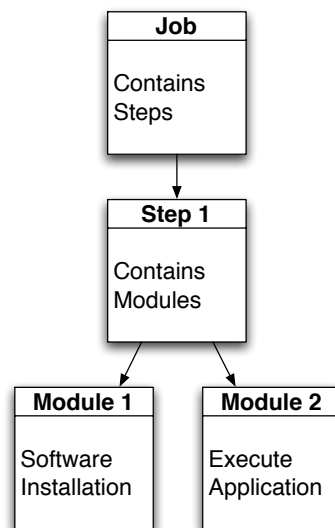 Job
Contains
Steps
Step 1
Contains
Modules
Module 1
Software
Installation
Module 2
Execute
Application